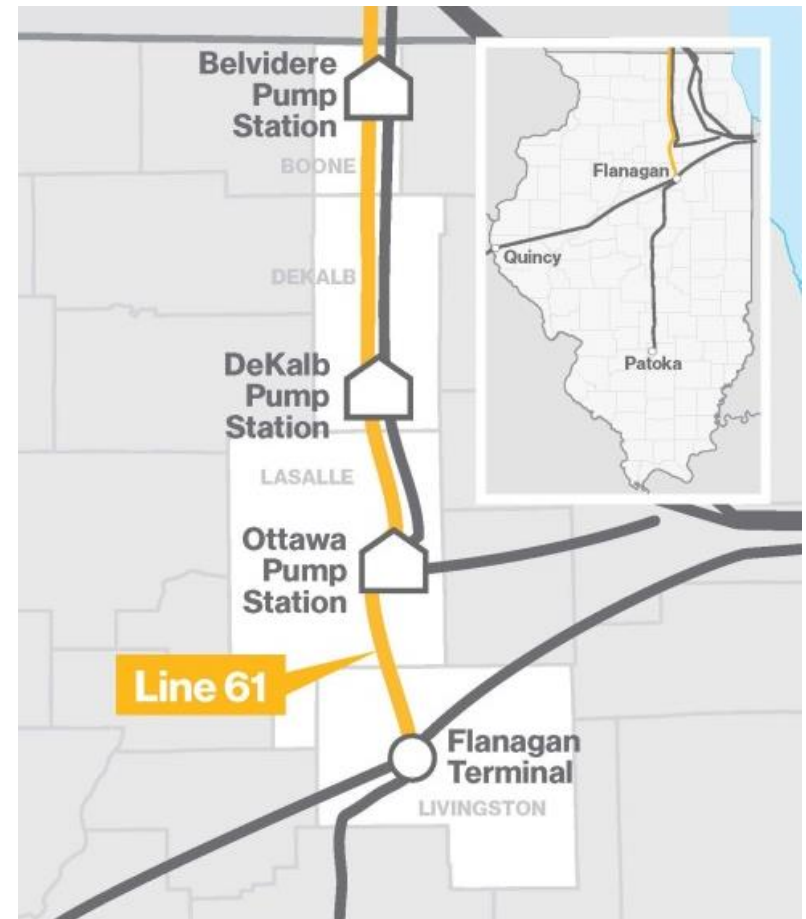 Belvidere
Pump
Station
BOONE
DEKALB
DeKalb
Pump
Station
LASALLE
Ottawa
Pump
Station
Line 61
Flanagan
Terminal
LIVINGSTON
Flanagan
Quincy
Patoka